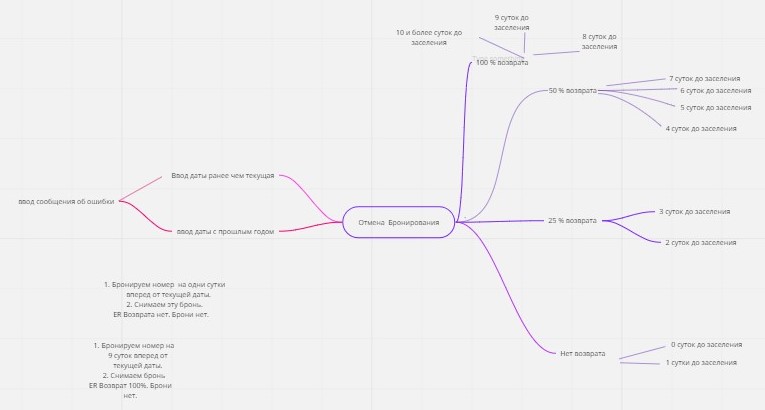 10 и более суток до
заселения
9 суток до
заселения
8 суток до
заселения
100 % возврата
50 % возврата
7 суток до заселения
6 суток до заселения
5 суток до заселения
4 суток до заселения
Ввод даты ранее чем текущая
ввод сообщения об ошибки
ввод даты с прошлым годом
Отмена Бронирования
25 % возврата
3 суток до заселения
2 суток до заселения
1. Бронируем номер на одни сутки
вперед от текущей даты.
2. Снимаем эту бронь.
ER Возврата нет. Брони нет.
Нет возврата
0 суток до заселения
1 сутки до заселения
1. Бронируем номер на
9 суток вперед от
текущей даты.
2. Снимаем бронь
ER Возврат 100%. Брони
нет.